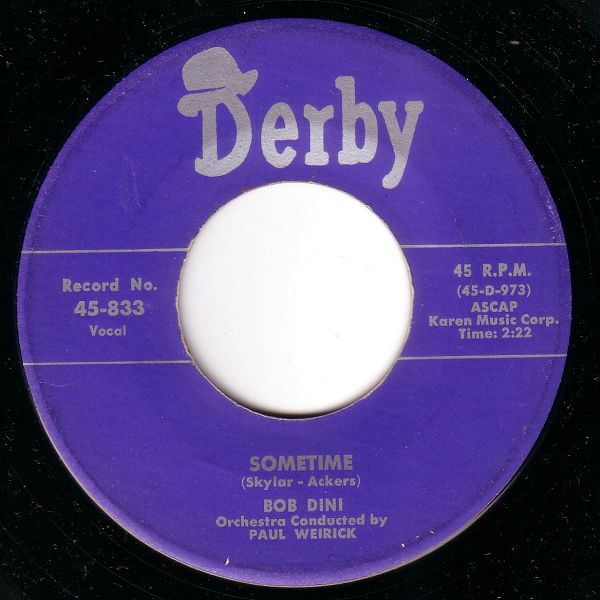 Derby
Record No.
45-833
Vocal
45 R.P.M.
(45-D-973)
ASCAP
Karen Music Corp.
Time: 2:22
SOMETIME
(Skylar - Ackers)
BOB DINI
Orchestra Conducted by
PAUL WEIRICK